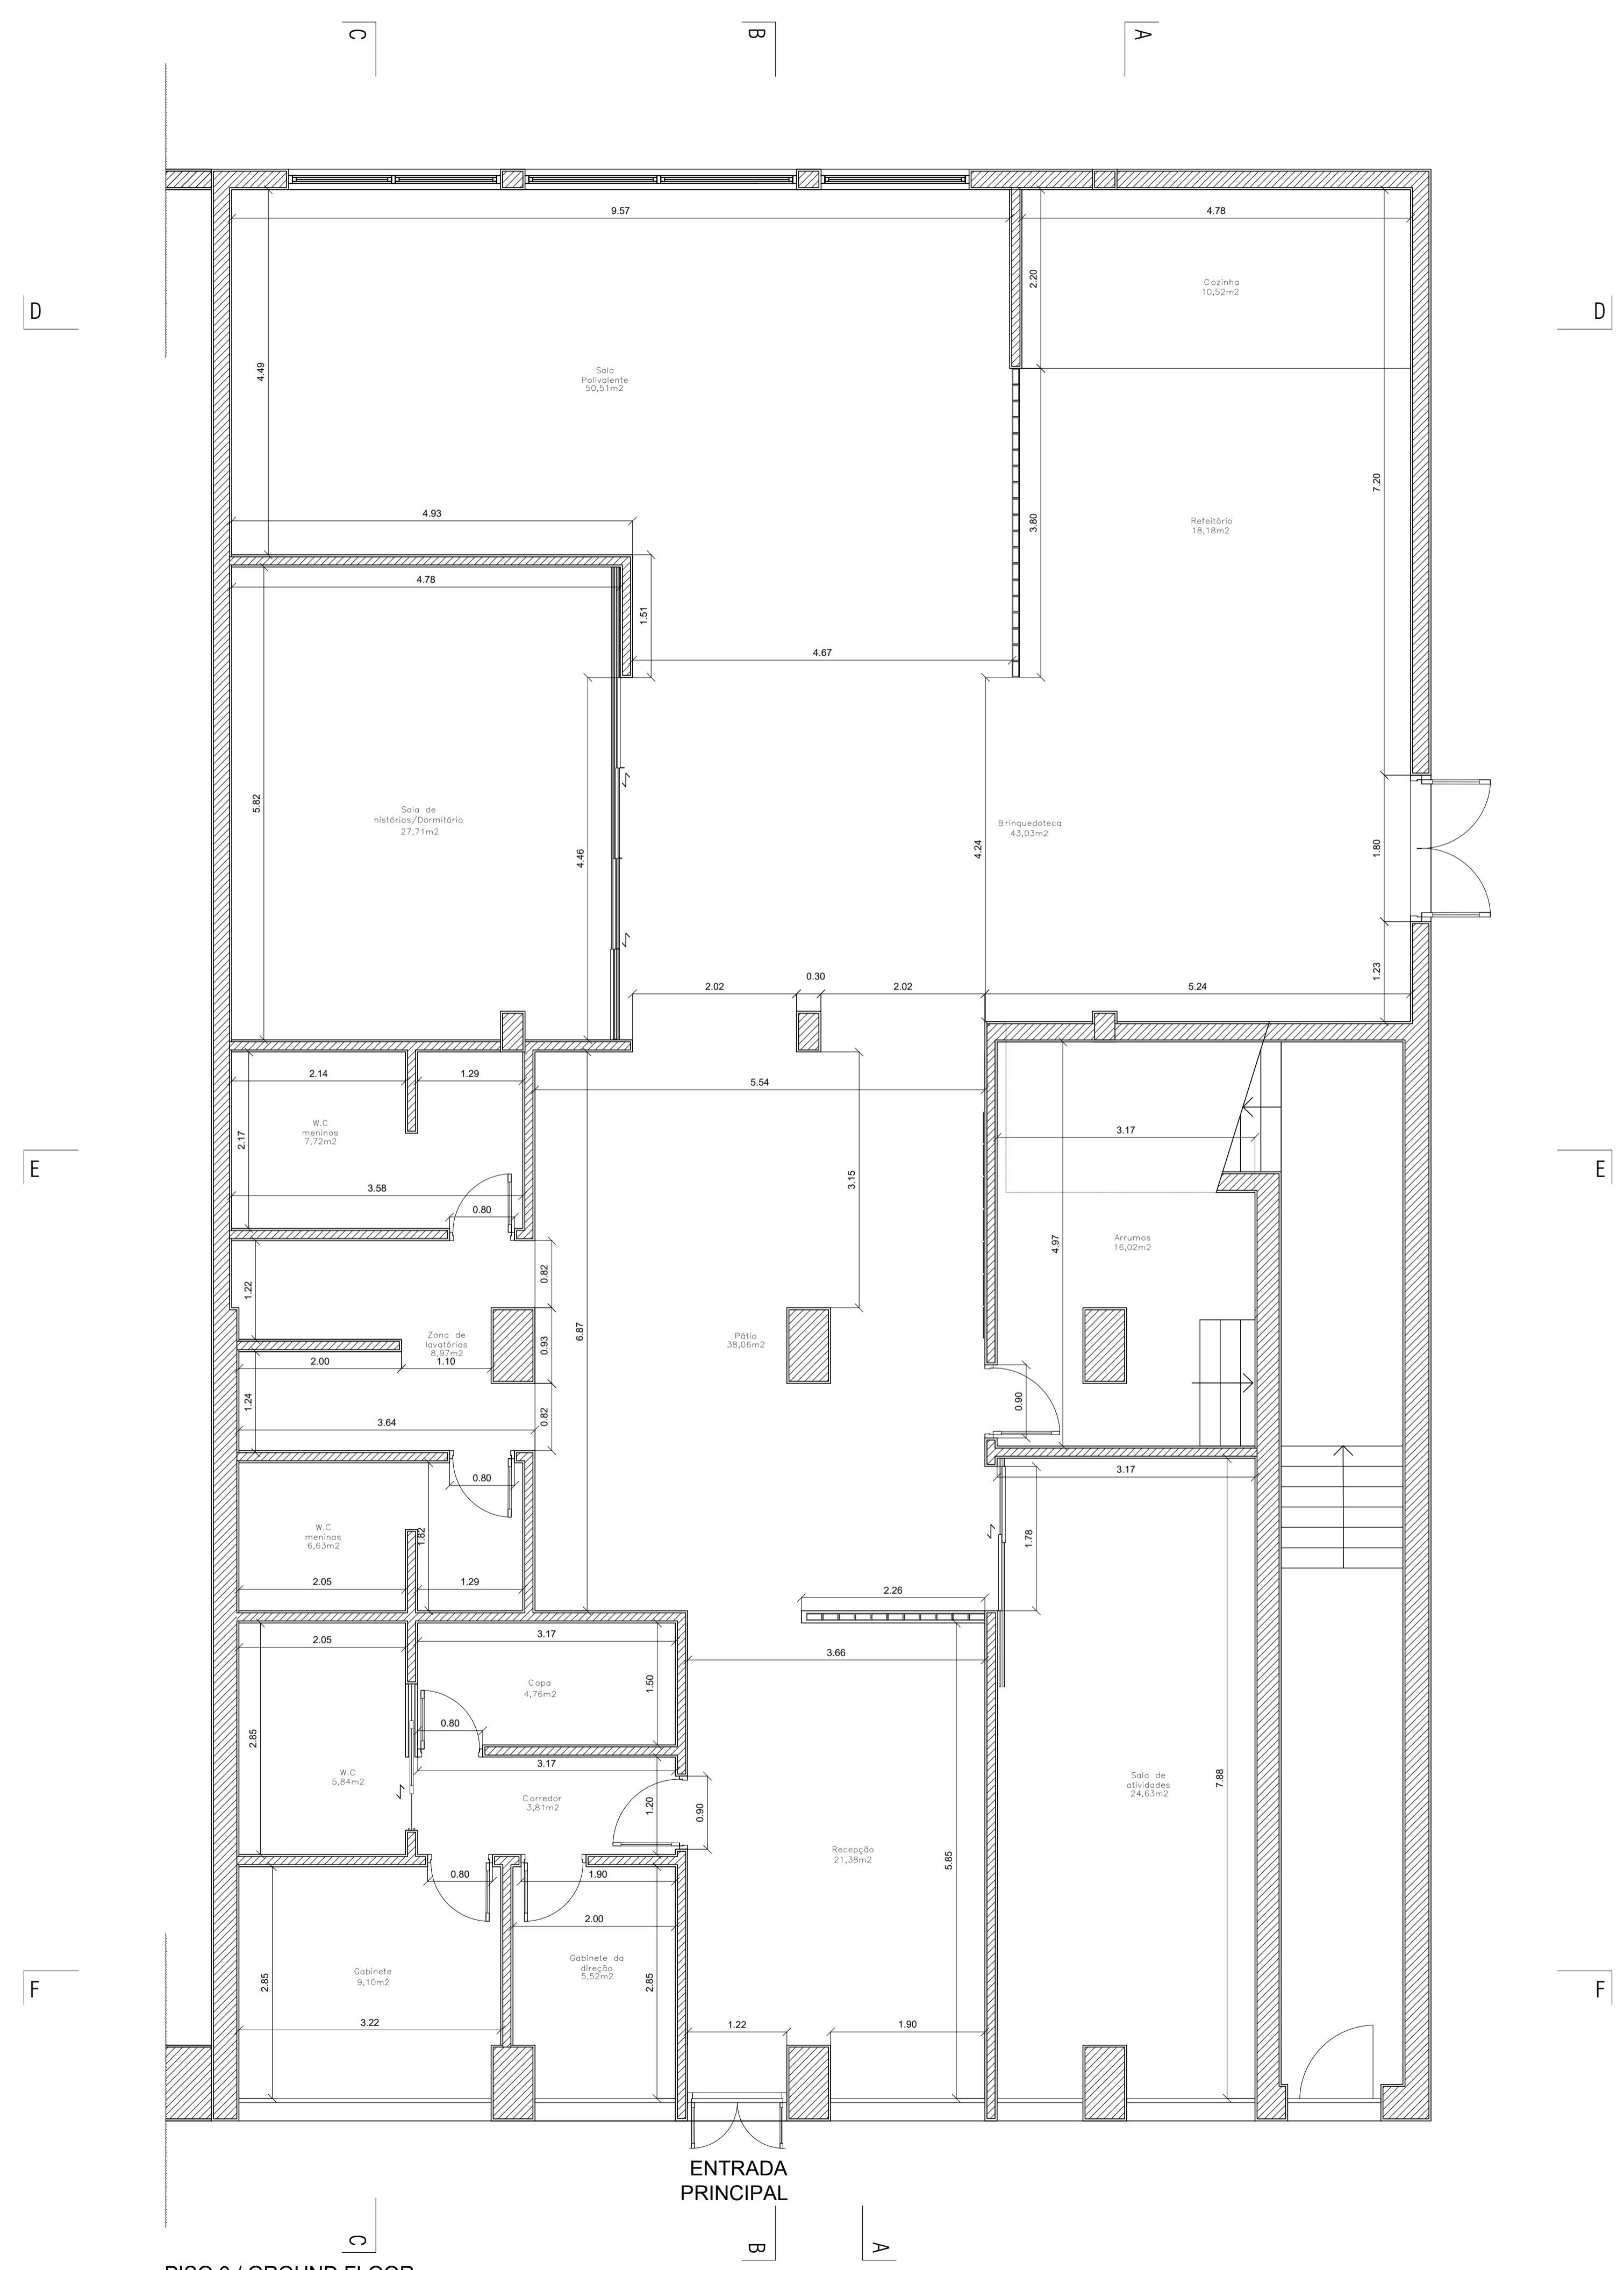 C
B
A
9.57
4.78
2.20
Cozinha
10,52m2
D
D
4.49
Sala
Polivalente
50,51m2
7.20
3.80
Refeitório
18,18m2
4.93
4.78
1.51
4.67
5.82
Sala de
histórias/Dormitório
27,71m2
4.46
4.24
Brinquedoteca
43,03m2
1.80
1.23
2.02
0.30
2.02
5.24
2.14
1.29
5.54
W.C
meninos
7,72m2
2.17
3.17
E
E
3.15
3.58
0.80
Arrumos
16,02m2
4.97
0.82
1.22
6.87
Zona de
lavatórios
8,97m2
0.93
Pátio
38,06m2
2.00
1.10
1.24
0.90
0.82
3.64
0.80
3.17
W.C
meninas
6,63m2
1.82
1.78
2.05
1.29
2.26
2.05
3.17
3.66
Copa
4,76m2
1.50
0.80
2.85
3.17
W.C
5,84m2
Corredor
3,81m2
1.20
0.90
Sala de
atividades
24,63m2
7.88
Recepção
21,38m2
5.85
0.80
1.90
2.00
Gabinete
9,10m2
2.85
Gabinete da
direção
5,52m2
2.85
F
F
3.22
1.22
1.90
ENTRADA
PRINCIPAL
C
B
A
PISO 0 / GROUND FLOOR